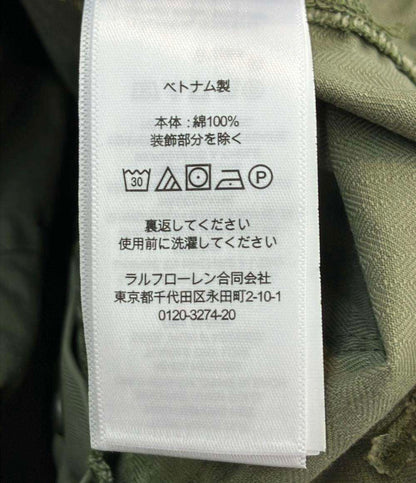 ベトナム製
本体：綿100%
装飾部分を除く
30 P
裏返してください
使用前に洗濯してください
ラルフローレン合同会社
東京都千代田区永田町2-10-1
0120-3274-20